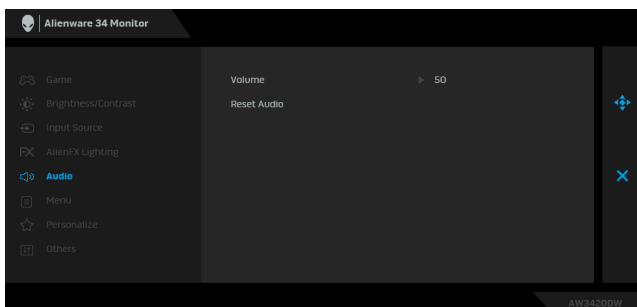 Alienware 34 Monitor
Game
Brightness/Contrast
Input Source
AlienFX Lighting
Audio
Menu
Personalize
Others
Volume 50
Reset Audio
AW3420DW